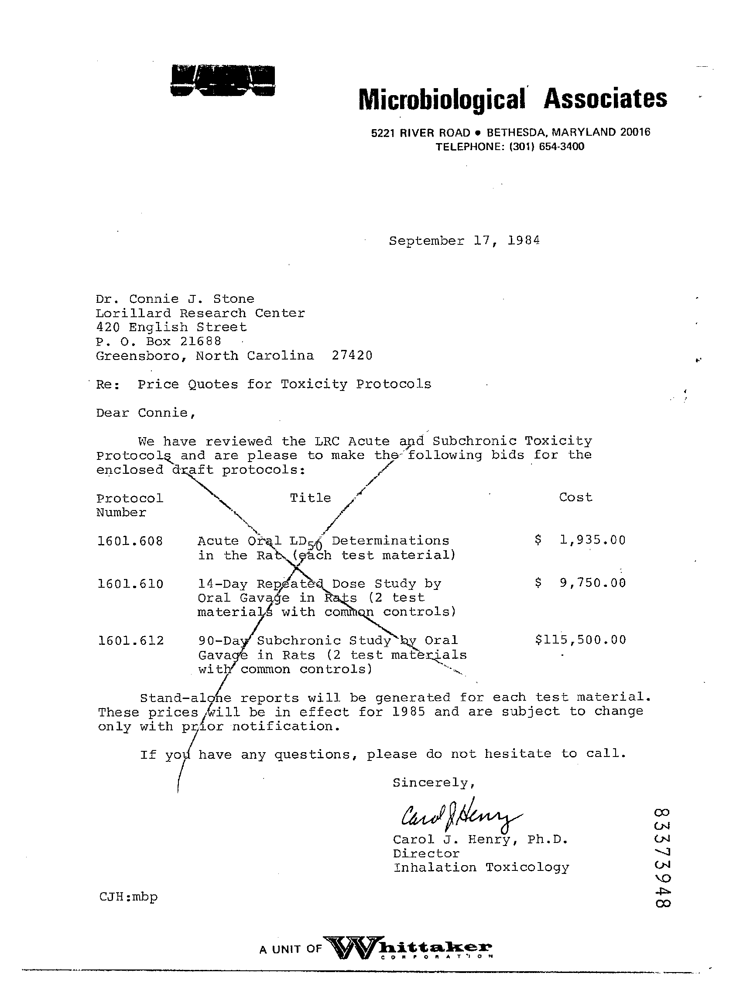 Microbiological Associates
5221 RIVER ROAD • BETHESDA, MARYLAND 20016
TELEPHONE: (301) 654-3400
September 17, 1984
Dr. Connie J. Stone
Lorillard Research Center
420 English Street
P. O. Box 21688
Greensboro, North Carolina 27420
Re: Price Quotes for Toxicity Protocols
Dear Connie,
We have reviewed the LRC Acute and Subchronic Toxicity
Protocols and are please to make the following bids for the
enclosed draft protocols:
Protocol Title Cost
Number
1601.608 Acute Oral LD50 Determinations $ 1,935.00
in the Rat (each test material)
1601.610 14-Day Repeated Dose Study by $ 9,750.00
Oral Gavage in Rats (2 test
materials with common controls)
1601.612 90-Day Subchronic Study by Oral $115,500.00
Gavage in Rats (2 test materials
with common controls)
Stand-alone reports will be generated for each test material.
These prices will be in effect for 1985 and are subject to change
only with prior notification.
If you have any questions, please do not hesitate to call.
Sincerely,
Carol J Henry
Carol J. Henry, Ph.D.
Director
Inhalation Toxicology
CJH:mbp
83373948
A UNIT OF Whittaker
CORPORATION